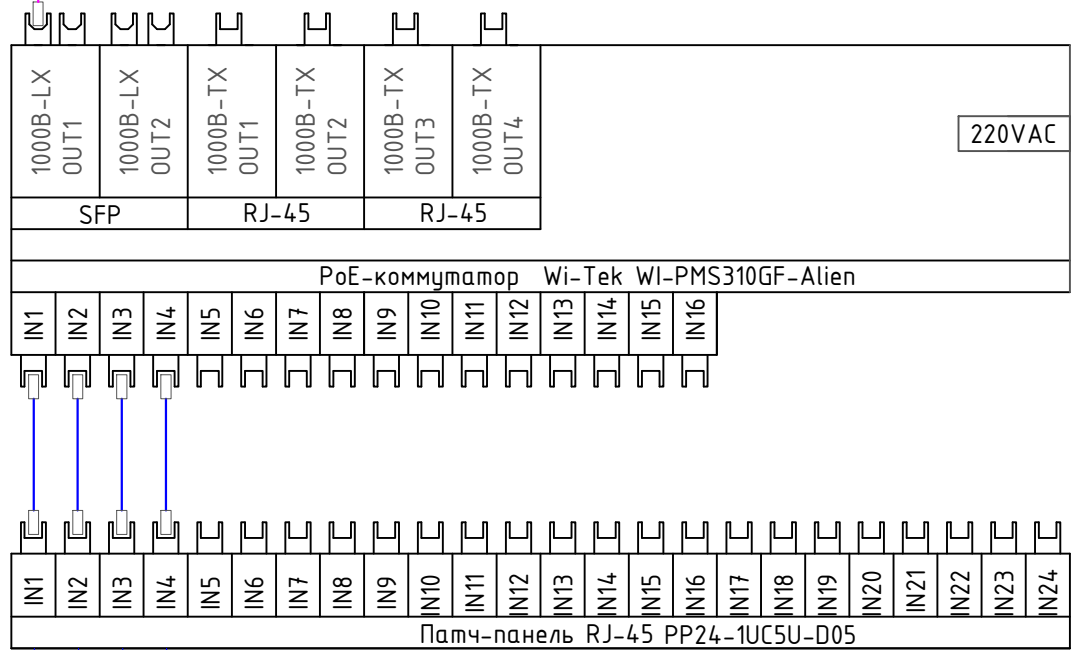 1000B-LX OUT1
1000B-LX OUT2
1000B-TX OUT1
1000B-TX OUT2
1000B-TX OUT3
1000B-TX OUT4
220VAC
SFP
RJ-45
RJ-45
PoE-коммутатор Wi-Tek WI-PMS310GF-Alien
IN1 IN2 IN3 IN4 IN5 IN6 IN7 IN8 IN9 IN10 IN11 IN12 IN13 IN14 IN15 IN16
IN1 IN2 IN3 IN4 IN5 IN6 IN7 IN8 IN9 IN10 IN11 IN12 IN13 IN14 IN15 IN16 IN17 IN18 IN19 IN20 IN21 IN22 IN23 IN24
Патч-панель RJ-45 PP24-1UC5U-D05